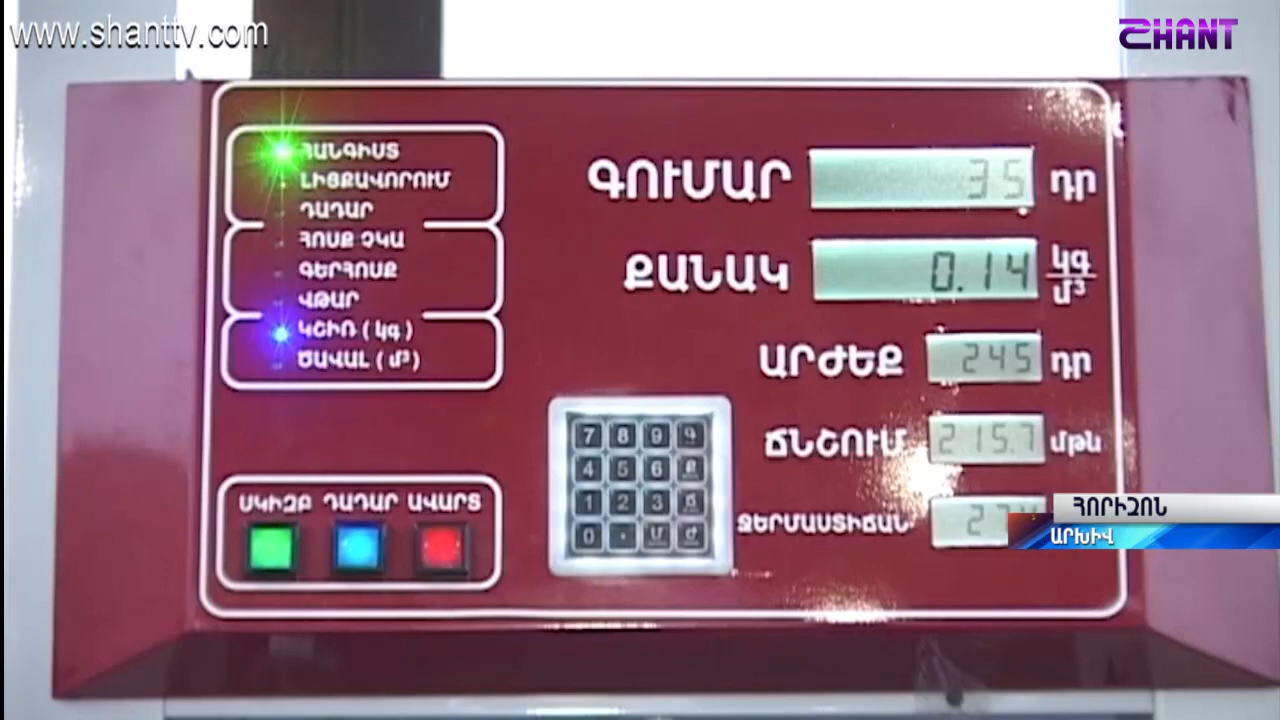 www.shanttv.com
SHANT
ՀԱՆԳԻՍՏ
ԼԻՑՔԱՎՈՐՈՒՄ
ԴԱԴԱՐ
ՀՈՍՔ ՉԿԱ
ԳԵՐՀՈՍՔ
ՎԹԱՐ
ԿՇԻՌ ( կգ )
ԾԱՎԱԼ ( մ³ )
ԳՈՒՄԱՐ 35 դր
ՔԱՆԱԿ 0.14 կգ/մ³
ԱՐԺԵՔ 245 դր
ՃՆՇՈՒՄ 215.7 մթն
ՋԵՐՄԱՍՏԻՃԱՆ
7 8 9 Գ
4 5 6 Ք
1 2 3 Ճ
0 . Մ Ժ
ՍԿԻԶԲ ԴԱԴԱՐ ԱՎԱՐՏ
ՀՈՐԻԶՈՆ
ԱՐԽԻՎ